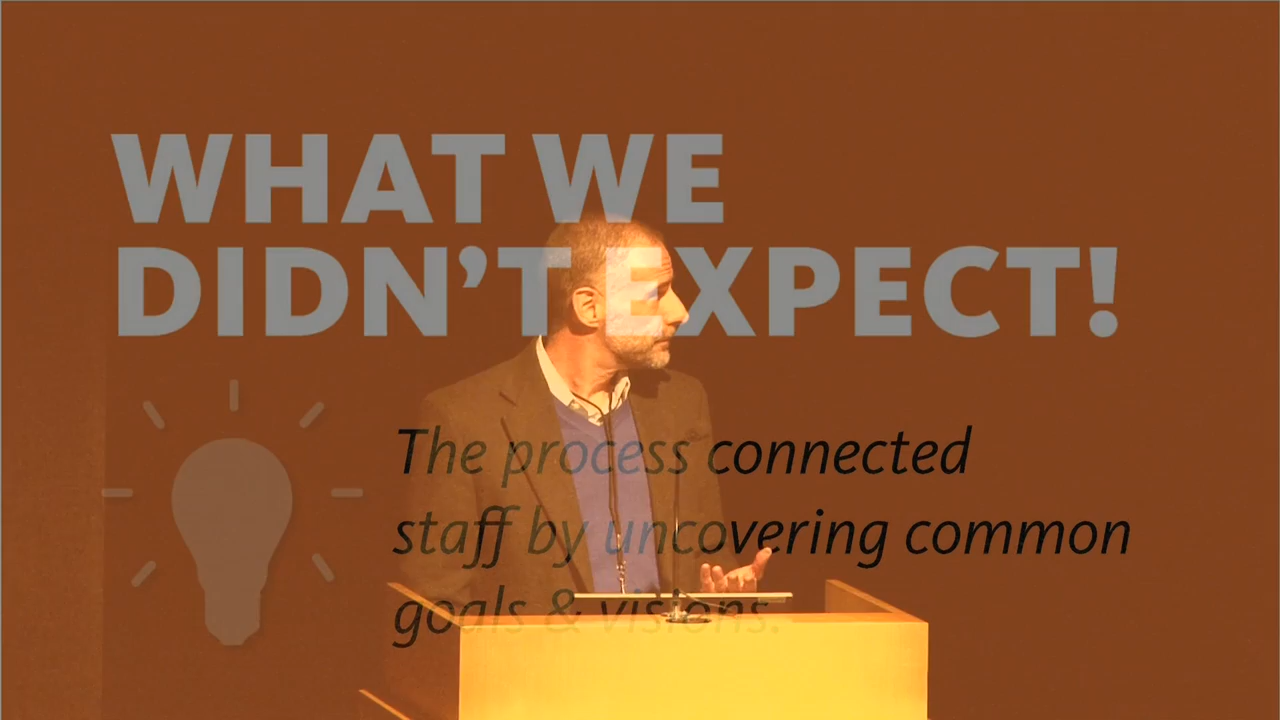 WHAT WE
DIDN'T EXPECT!
The process connected
staff by uncovering common
goals & visions.